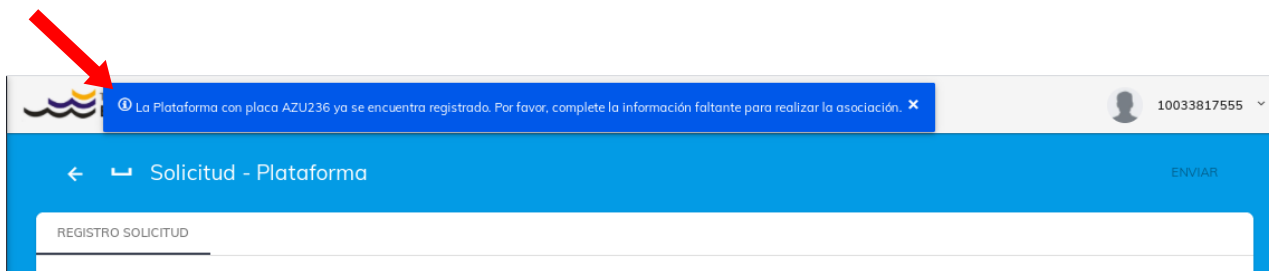 La Plataforma con placa AZU236 ya se encuentra registrado. Por favor, complete la información faltante para realizar la asociación.
10033817555
Solicitud - Plataforma
ENVIAR
REGISTRO SOLICITUD